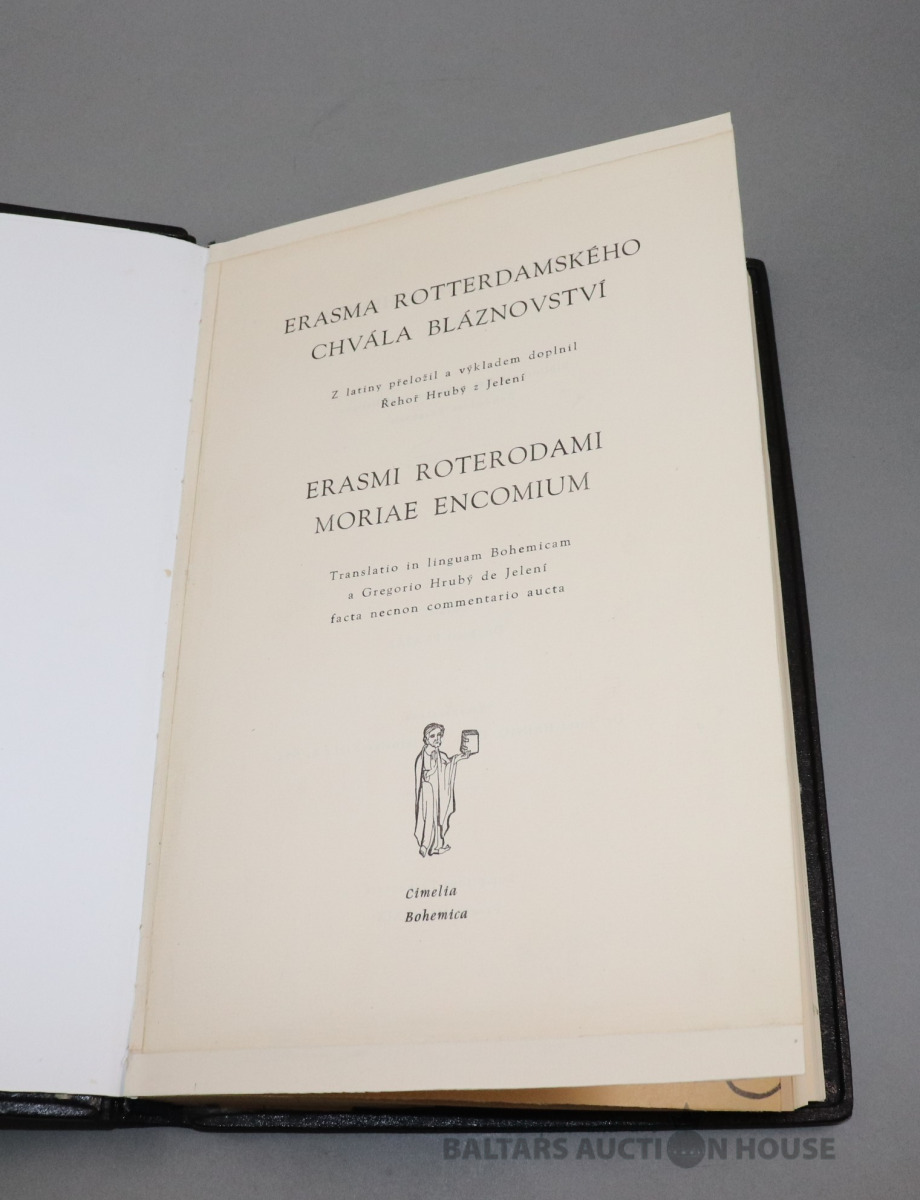 ERASMA ROTTERDAMSKÉHO
CHVÁLA BLÁZNOVSTVÍ
Z latiny přeložil a výkladem doplnil
Řehoř Hrubý z Jelení
ERASMI ROTERODAMI
MORIAE ENCOMIUM
Translatio in linguam Bohemicam
a Gregorio Hrubý de Jelení
facta necnon commentario aucta
Cimelia
Bohemica
BALTARS AUCTION HOUSE